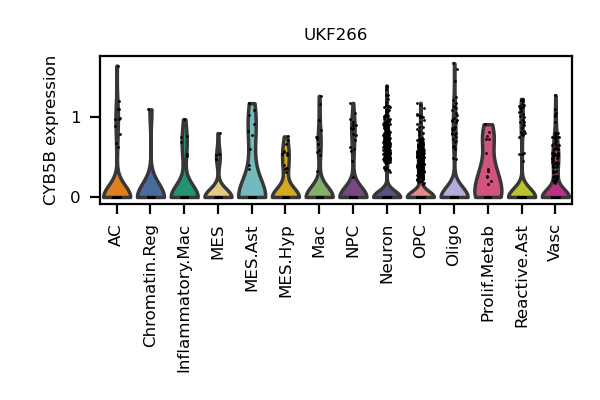 UKF266
CYB5B expression
1
0
AC
Chromatin.Reg
Inflammatory.Mac
MES
MES.Ast
MES.Hyp
Mac
NPC
Neuron
OPC
Oligo
Prolif.Metab
Reactive.Ast
Vasc